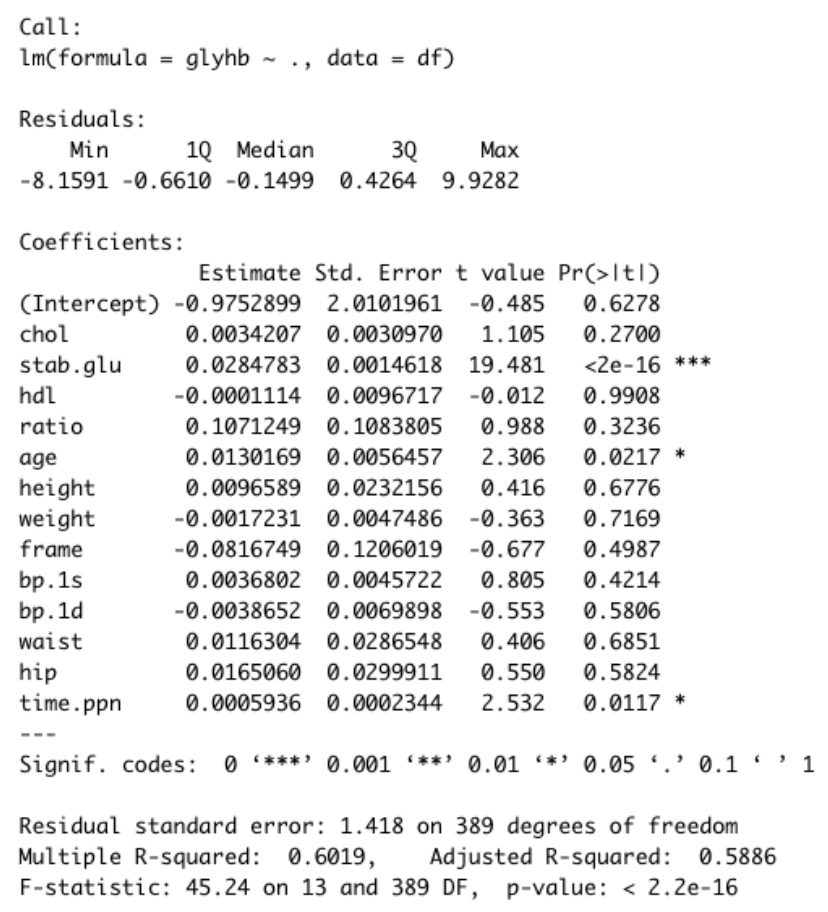 Call:
lm(formula = glyhb ~ ., data = df)
Residuals:
Min 1Q Median 3Q Max
-8.1591 -0.6610 -0.1499 0.4264 9.9282
Coefficients:
Estimate Std. Error t value Pr(>|t|)
(Intercept) -0.9752899 2.0101961 -0.485 0.6278
chol 0.0034207 0.0030970 1.105 0.2700
stab.glu 0.0284783 0.0014618 19.481 <2e-16 ***
hdl -0.0001114 0.0096717 -0.012 0.9908
ratio 0.1071249 0.1083805 0.988 0.3236
age 0.0130169 0.0056457 2.306 0.0217 *
height 0.0096589 0.0232156 0.416 0.6776
weight -0.0017231 0.0047486 -0.363 0.7169
frame -0.0816749 0.1206019 -0.677 0.4987
bp.1s 0.0036802 0.0045722 0.805 0.4214
bp.1d -0.0038652 0.0069898 -0.553 0.5806
waist 0.0116304 0.0286548 0.406 0.6851
hip 0.0165060 0.0299911 0.550 0.5824
time.ppn 0.0005936 0.0002344 2.532 0.0117 *
---
Signif. codes: 0 ‘***’ 0.001 ‘**’ 0.01 ‘*’ 0.05 ‘.’ 0.1 ‘ ’ 1
Residual standard error: 1.418 on 389 degrees of freedom
Multiple R-squared: 0.6019, Adjusted R-squared: 0.5886
F-statistic: 45.24 on 13 and 389 DF, p-value: < 2.2e-16